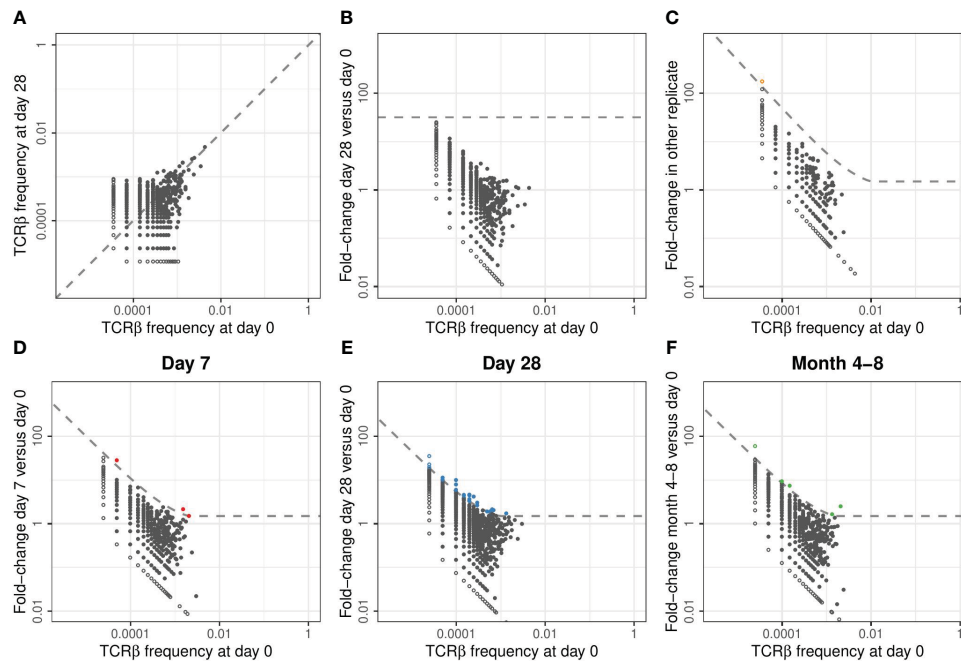 A
TCRβ frequency at day 28
1
0.01
0.0001
0.0001 0.01 1
TCRβ frequency at day 0
B
Fold−change day 28 versus day 0
100
1
0.01
0.0001 0.01 1
TCRβ frequency at day 0
C
Fold−change in other replicate
100
1
0.01
0.0001 0.01 1
TCRβ frequency at day 0
D
Day 7
Fold−change day 7 versus day 0
100
1
0.01
0.0001 0.01 1
TCRβ frequency at day 0
E
Day 28
Fold−change day 28 versus day 0
100
1
0.01
0.0001 0.01 1
TCRβ frequency at day 0
F
Month 4−8
Fold−change month 4−8 versus day 0
100
1
0.01
0.0001 0.01 1
TCRβ frequency at day 0